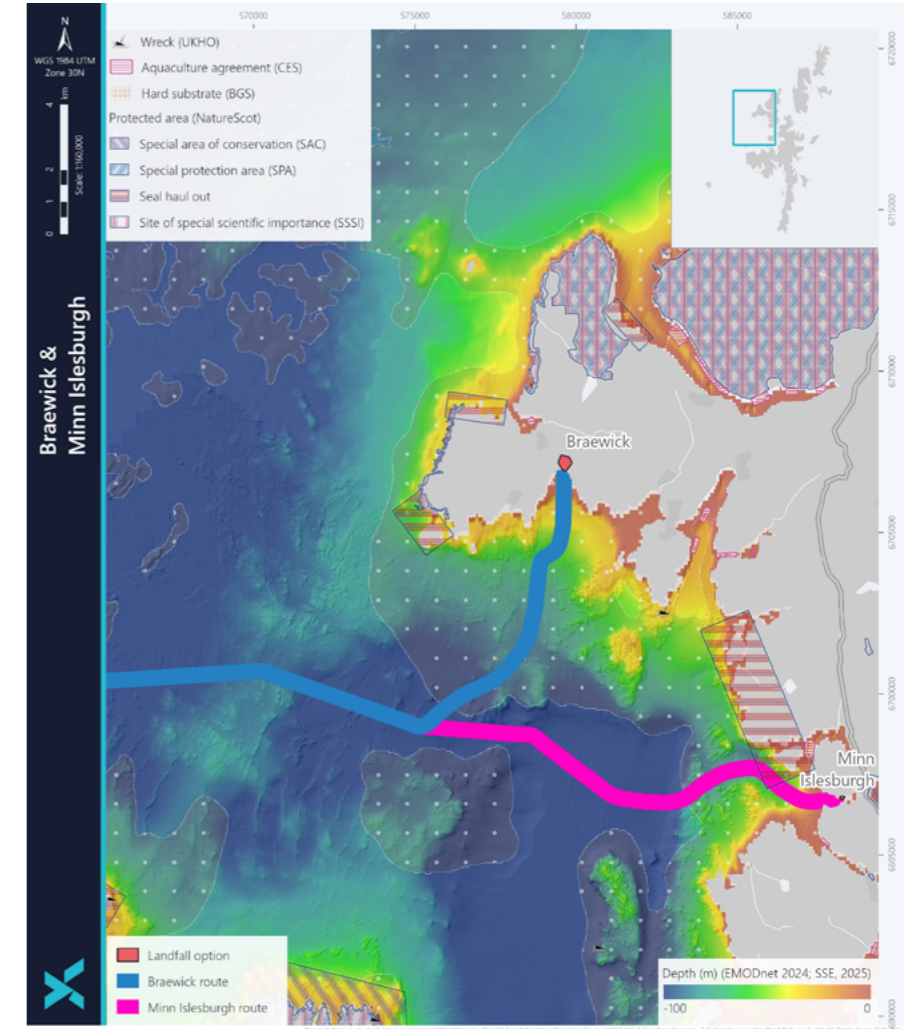 570000
575000
580000
585000
N
WGS 1984 UTM
Zone 30N
km
4
2
1
0
Scale: 1:160,000
Braewick &
Minn Islesburgh
Wreck (UKHO)
Aquaculture agreement (CES)
Hard substrate (BGS)
Protected area (NatureScot)
Special area of conservation (SAC)
Special protection area (SPA)
Seal haul out
Site of special scientific importance (SSSI)
6720000
6715000
6710000
6705000
6700000
6695000
6690000
Braewick
Minn
Islesburgh
Landfall option
Braewick route
Minn Islesburgh route
Depth (m) (EMODnet 2024; SSE, 2025)
-100
0